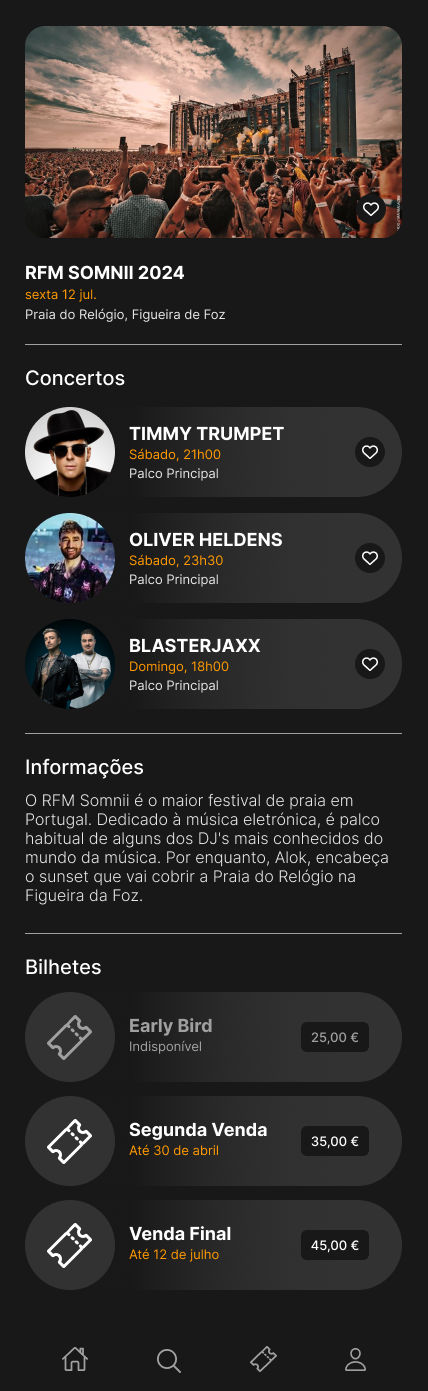 RFM SOMNII 2024
sexta 12 jul.
Praia do Relógio, Figueira de Foz
Concertos
TIMMY TRUMPET
Sábado, 21h00
Palco Principal
OLIVER HELDENS
Sábado, 23h30
Palco Principal
BLASTERJAXX
Domingo, 18h00
Palco Principal
Informações
O RFM Somnii é o maior festival de praia em
Portugal. Dedicado à música eletrónica, é palco
habitual de alguns dos DJ's mais conhecidos do
mundo da música. Por enquanto, Alok, encabeça
o sunset que vai cobrir a Praia do Relógio na
Figueira da Foz.
Bilhetes
Early Bird
Indisponível
25,00 €
Segunda Venda
Até 30 de abril
35,00 €
Venda Final
Até 12 de julho
45,00 €